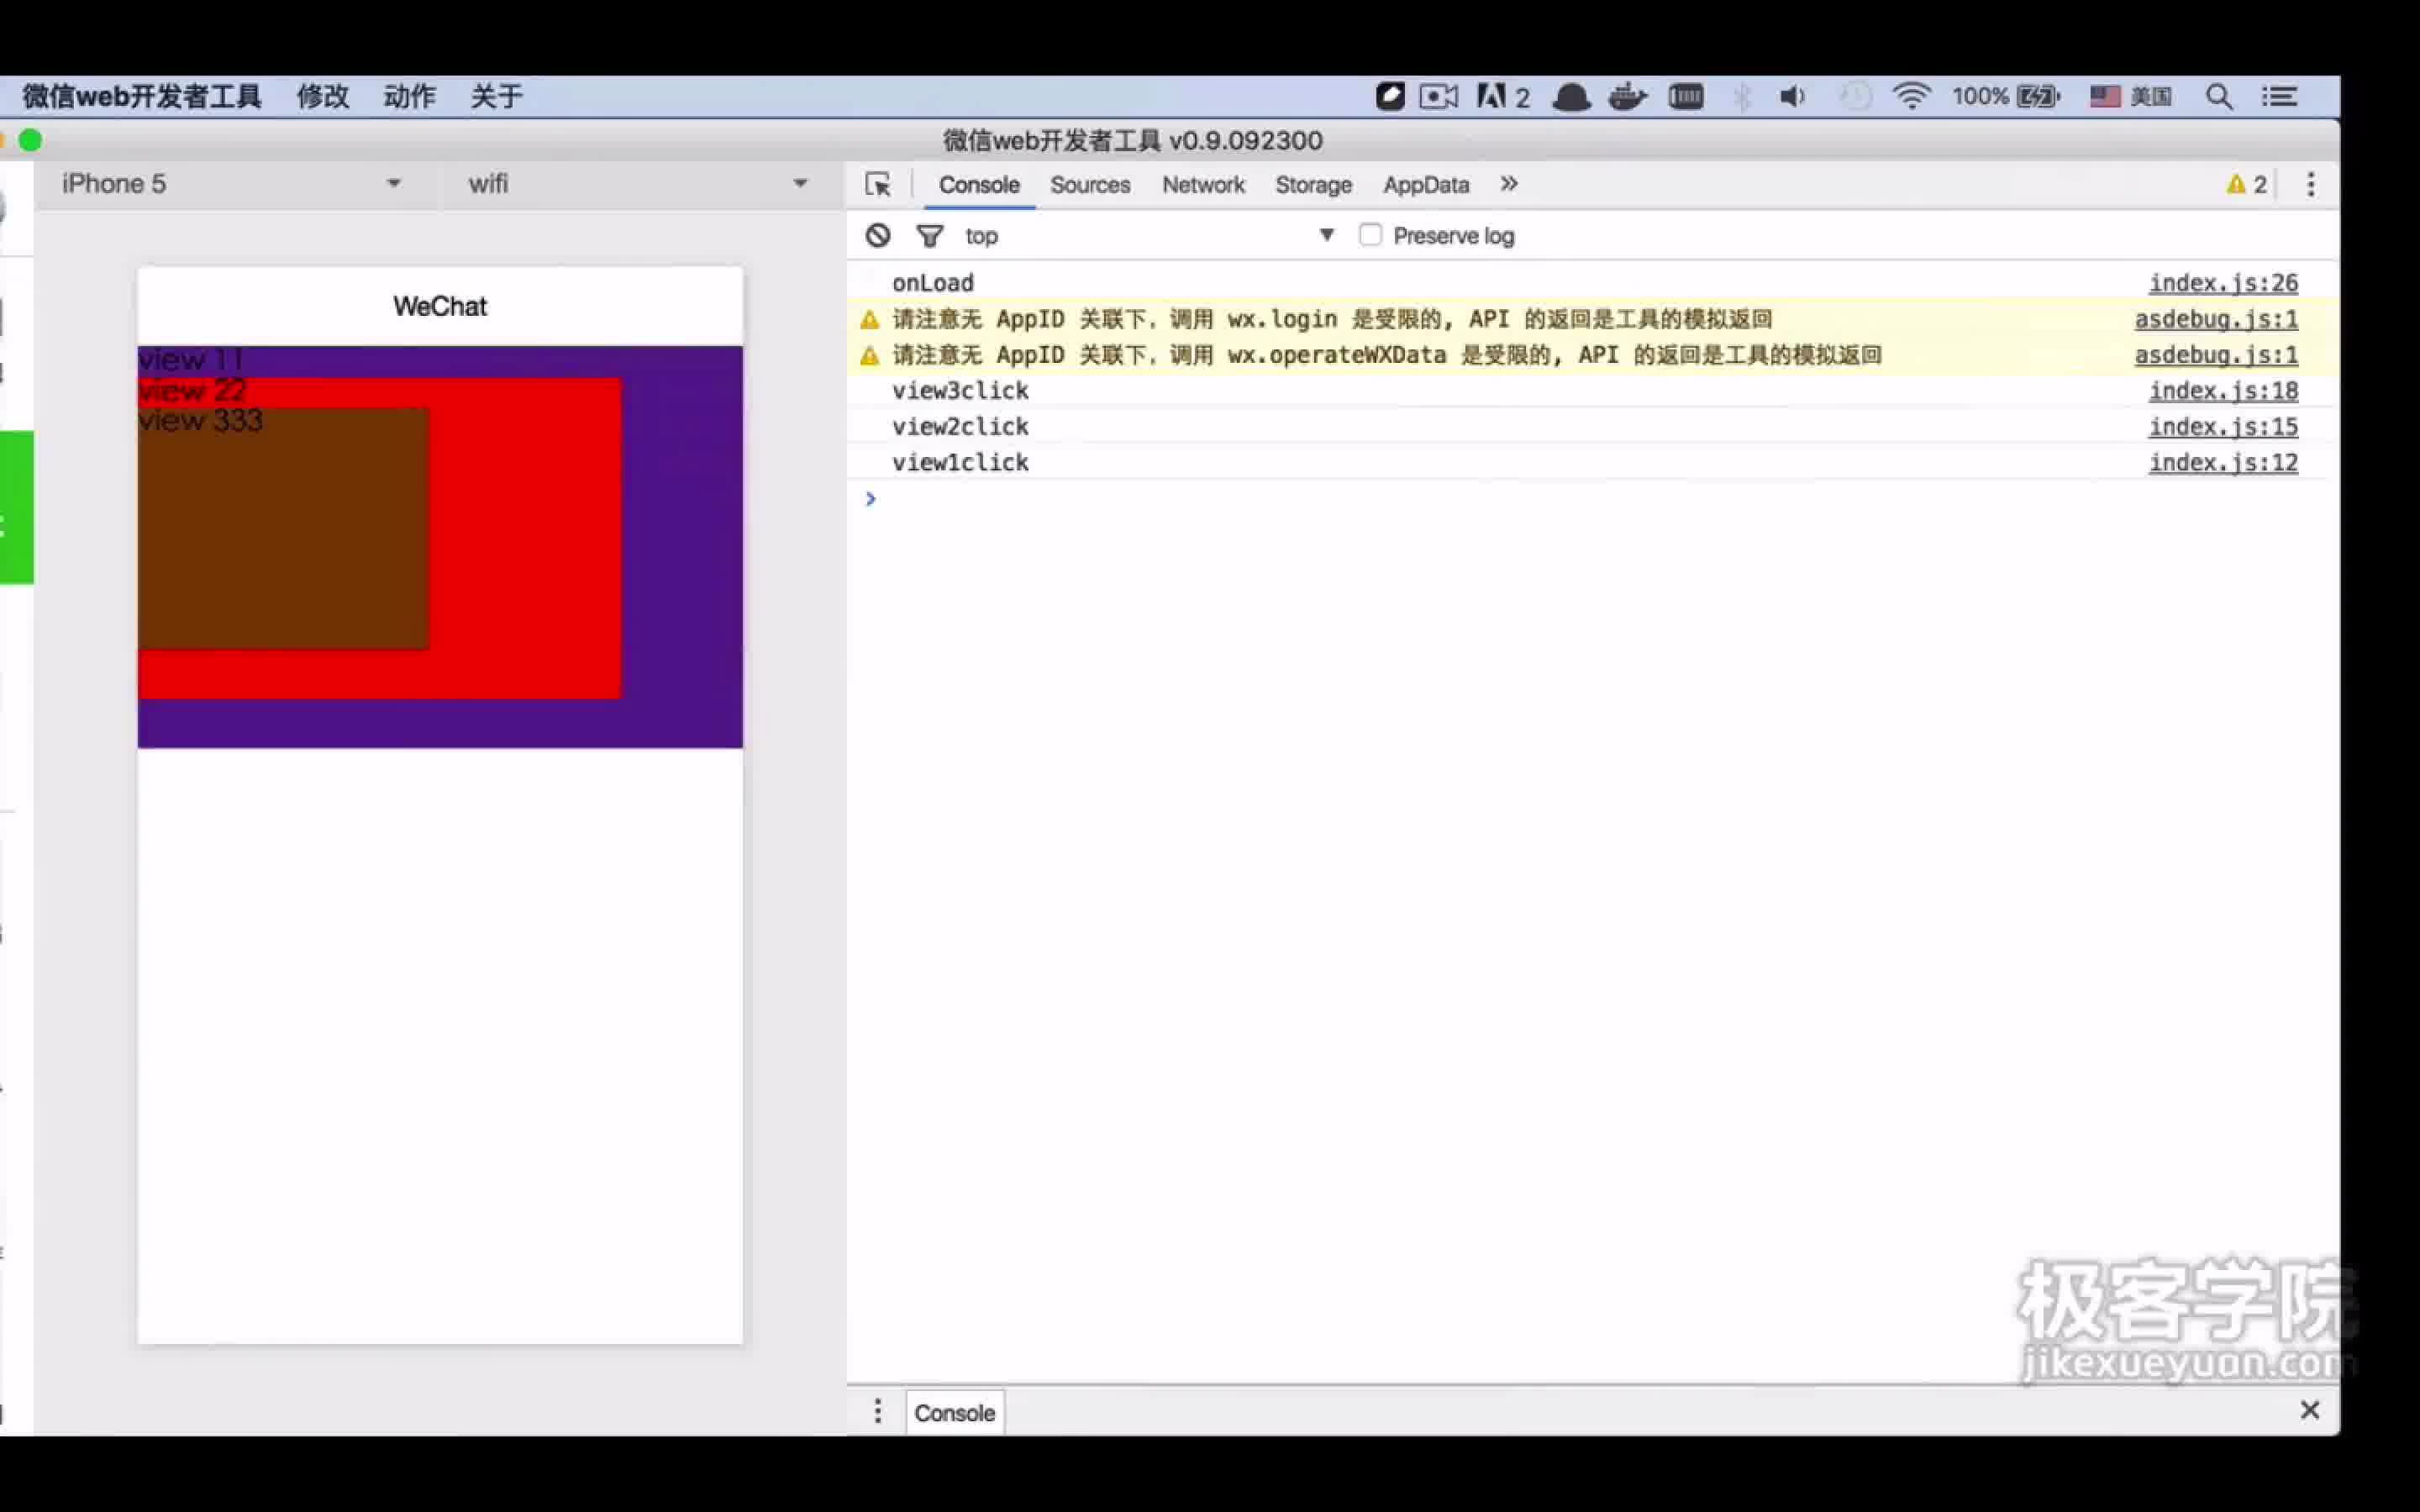 微信web开发者工具 修改 动作 关于 2 100% 美国
微信web开发者工具 v0.9.092300
iPhone 5 wifi Console Sources Network Storage AppData » 2
top Preserve log
WeChat
view 11
view 22
view 333
onLoad index.js:26
请注意无 AppID 关联下，调用 wx.login 是受限的, API 的返回是工具的模拟返回 asdebug.js:1
请注意无 AppID 关联下，调用 wx.operateWXData 是受限的, API 的返回是工具的模拟返回 asdebug.js:1
view3click index.js:18
view2click index.js:15
view1click index.js:12
极客学院
jikexueyuan.com
Console